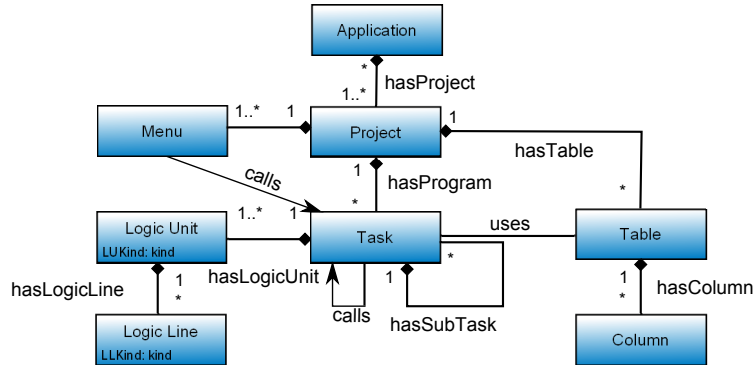 Application
*
hasProject
1..*
1..*
1
Menu
Project
1
hasTable
calls
1
hasProgram
*
*
1..*
1
Logic Unit
LUKind: kind
Task
uses
Table
*
hasLogicUnit
1
1
hasLogicLine
1
*
hasColumn
*
calls
hasSubTask
Logic Line
LLKind: kind
Column